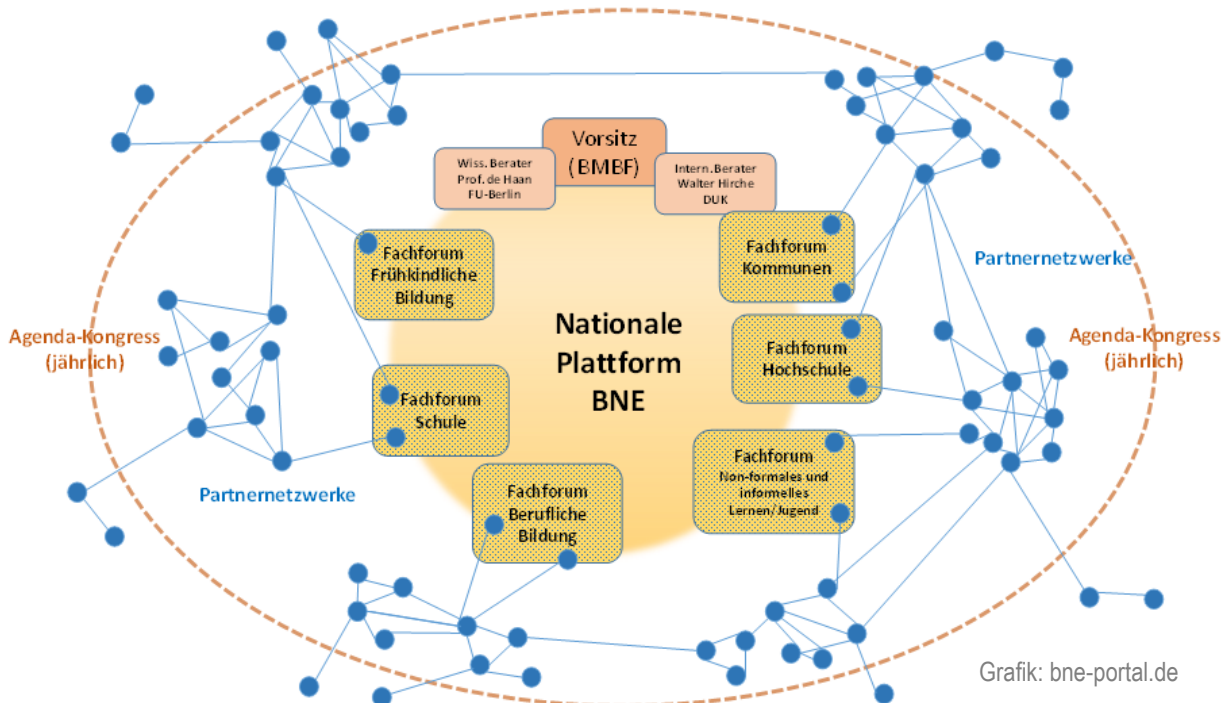 Vorsitz
(BMBF)
Wiss. Berater
Prof. de Haan
FU-Berlin
Intern. Berater
Walter Hirche
DUK
Fachforum
Frühkindliche
Bildung
Fachforum
Kommunen
Partnernetzwerke
Agenda-Kongress
(jährlich)
Nationale
Plattform
BNE
Fachforum
Hochschule
Agenda-Kongress
(jährlich)
Fachforum
Schule
Fachforum
Non-formales und
informelles
Lernen/Jugend
Partnernetzwerke
Fachforum
Berufliche
Bildung
Grafik: bne-portal.de